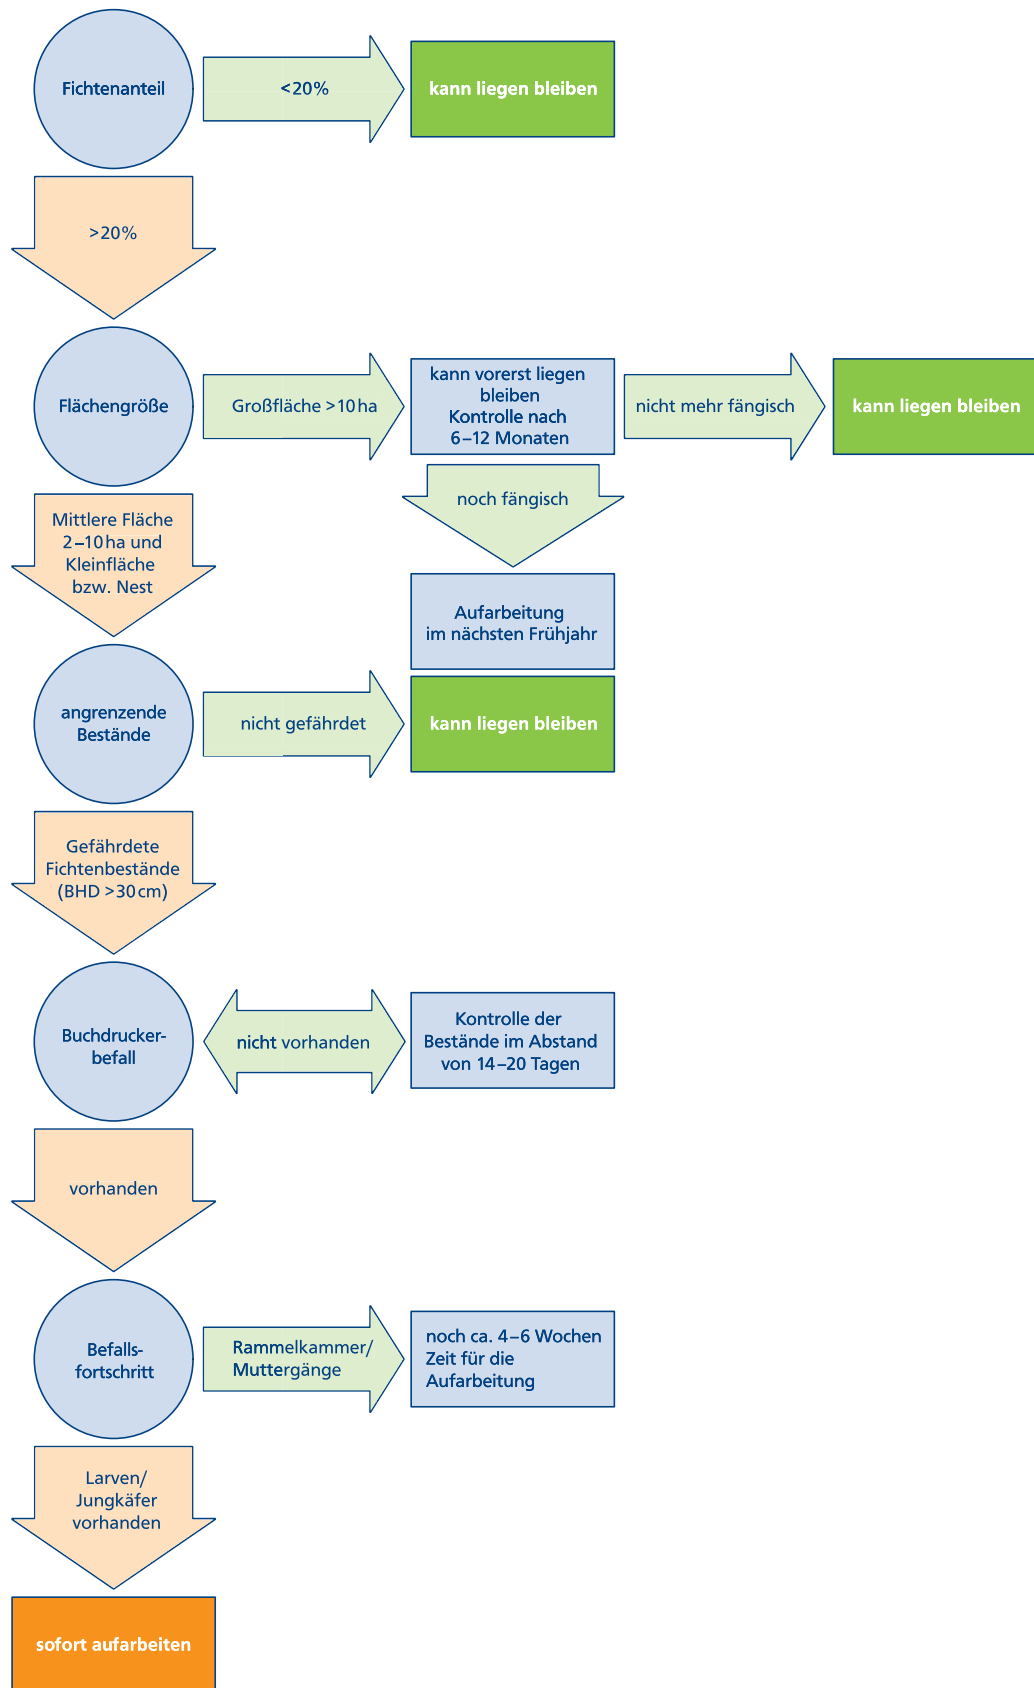 Fichtenanteil
<20%
kann liegen bleiben
>20%
Flächengröße
Großfläche >10 ha
kann vorerst liegen
bleiben
Kontrolle nach
6–12 Monaten
nicht mehr fängisch
kann liegen bleiben
noch fängisch
Mittlere Fläche
2–10 ha und
Kleinfläche
bzw. Nest
Aufarbeitung
im nächsten Frühjahr
angrenzende
Bestände
nicht gefährdet
kann liegen bleiben
Gefährdete
Fichtenbestände
(BHD >30 cm)
Buchdrucker-
befall
nicht vorhanden
Kontrolle der
Bestände im Abstand
von 14–20 Tagen
vorhanden
Befalls-
fortschritt
Rammelkammer/
Muttergänge
noch ca. 4–6 Wochen
Zeit für die
Aufarbeitung
Larven/
Jungkäfer
vorhanden
sofort aufarbeiten